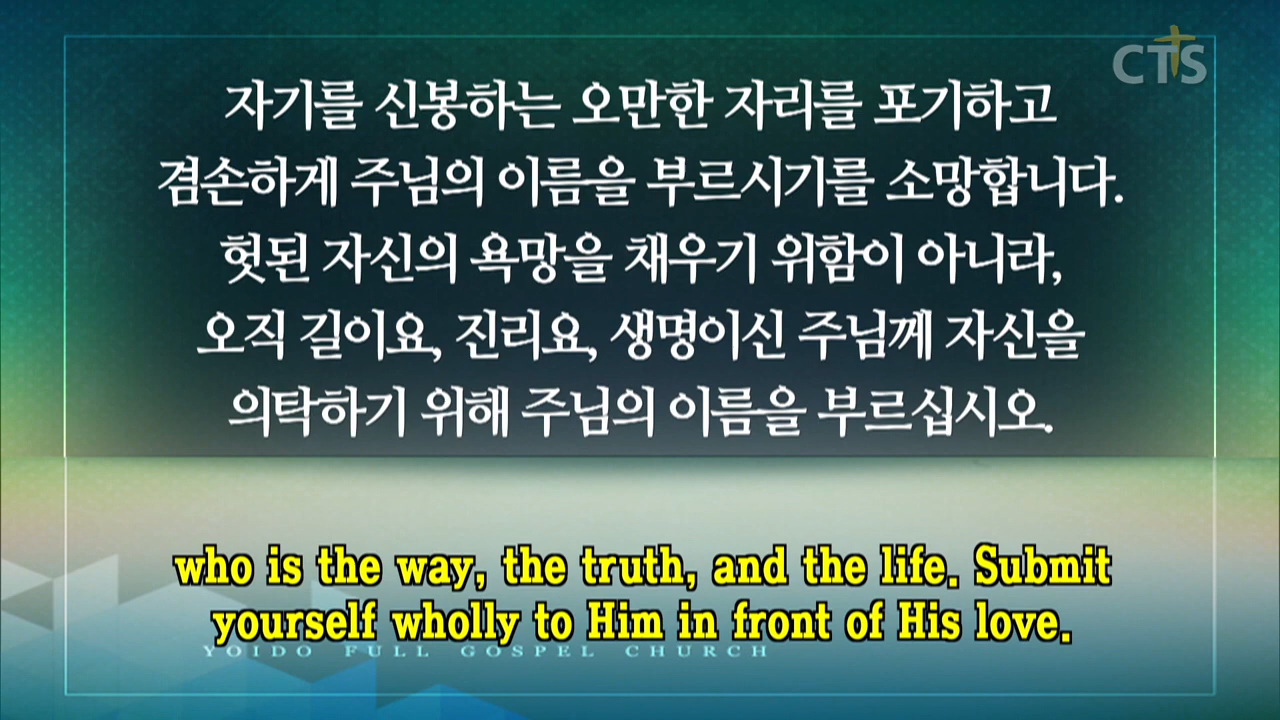 CTS
자기를 신봉하는 오만한 자리를 포기하고
겸손하게 주님의 이름을 부르시기를 소망합니다.
헛된 자신의 욕망을 채우기 위함이 아니라,
오직 길이요, 진리요, 생명이신 주님께 자신을
의탁하기 위해 주님의 이름을 부르십시오.
who is the way, the truth, and the life. Submit
yourself wholly to Him in front of His love.
YOIDO FULL GOSPEL CHURCH